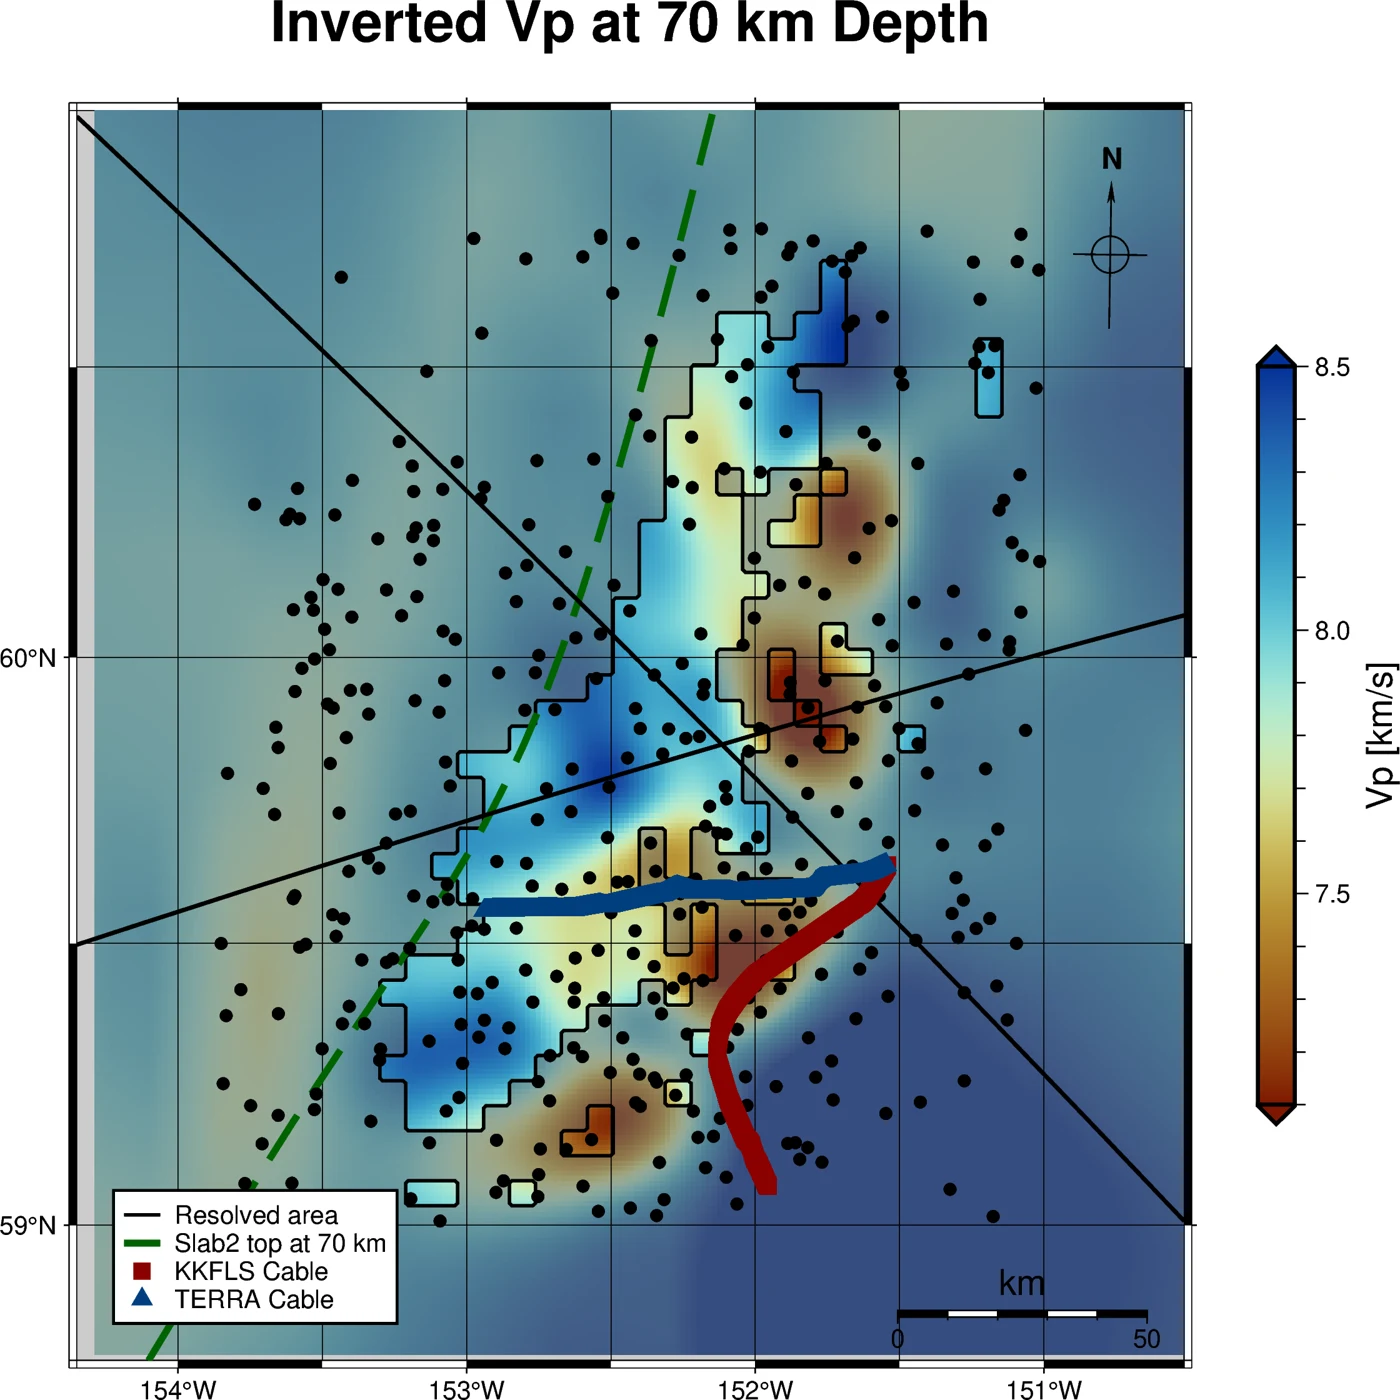 Inverted Vp at 70 km Depth
N
8.5
8.0
7.5
Vp [km/s]
60°N
59°N
Resolved area
Slab2 top at 70 km
KKFLS Cable
TERRA Cable
km
0 50
154°W 153°W 152°W 151°W